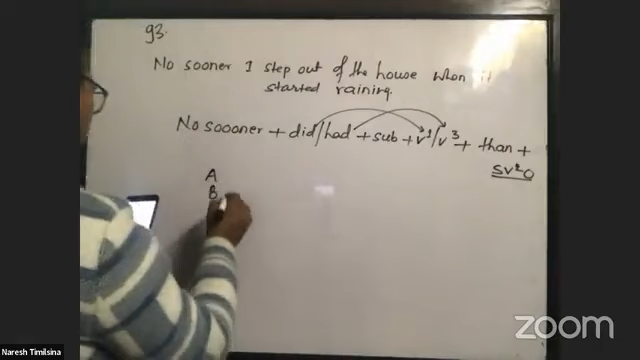 93.
No sooner I step out of the house when it
started raining.
No soooner + did/had + sub + v¹/v³ + than +
sv²o
A
B
Naresh Timilsina
zoom